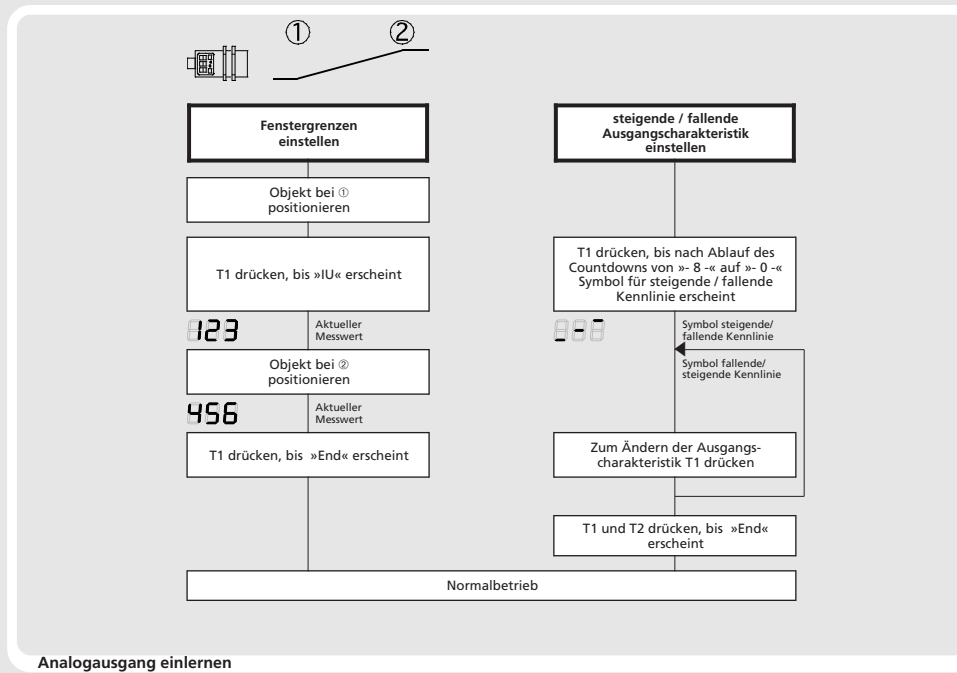 ① ②
Fenstergrenzen
einstellen
Objekt bei ①
positionieren
T1 drücken, bis »IU« erscheint
123
Aktueller
Messwert
Objekt bei ②
positionieren
456
Aktueller
Messwert
T1 drücken, bis »End« erscheint
steigende / fallende
Ausgangscharakteristik
einstellen
T1 drücken, bis nach Ablauf des
Countdowns von »- 8 -« auf »- 0 -«
Symbol für steigende / fallende
Kennlinie erscheint
Symbol steigende/
fallende Kennlinie
Symbol fallende/
steigende Kennlinie
Zum Ändern der Ausgangs-
charakteristik T1 drücken
T1 und T2 drücken, bis »End«
erscheint
Normalbetrieb
Analogausgang einlernen